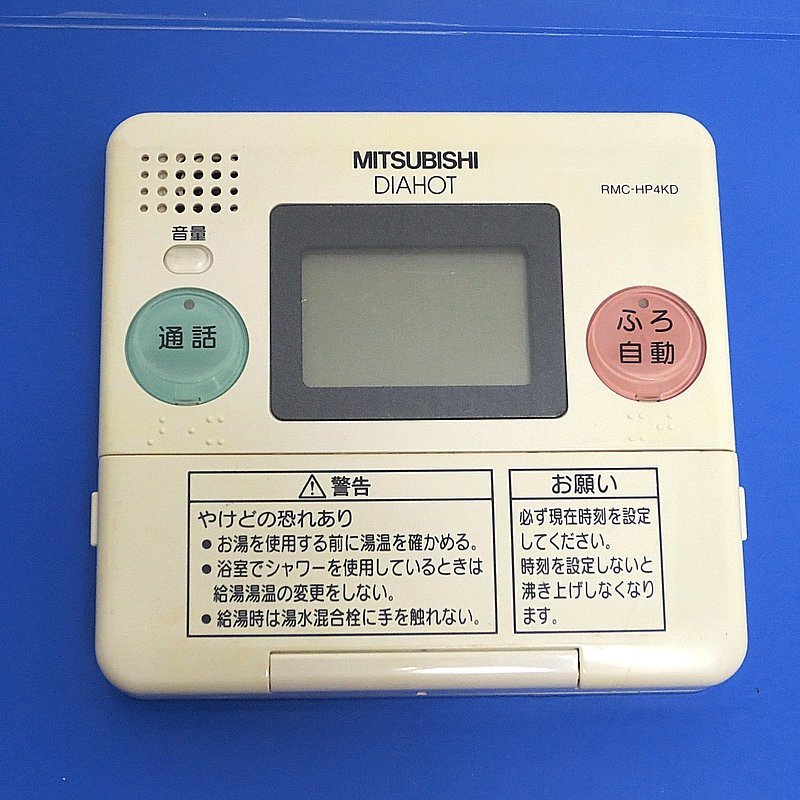 MITSUBISHI
DIAHOT
RMC-HP4KD
音量
通話
ふろ
自動
警告
やけどの恐れあり
●お湯を使用する前に湯温を確かめる。
●浴室でシャワーを使用しているときは
給湯湯温の変更をしない。
●給湯時は湯水混合栓に手を触れない。
お願い
必ず現在時刻を設定
してください。
時刻を設定しないと
沸き上げしなくなり
ます。